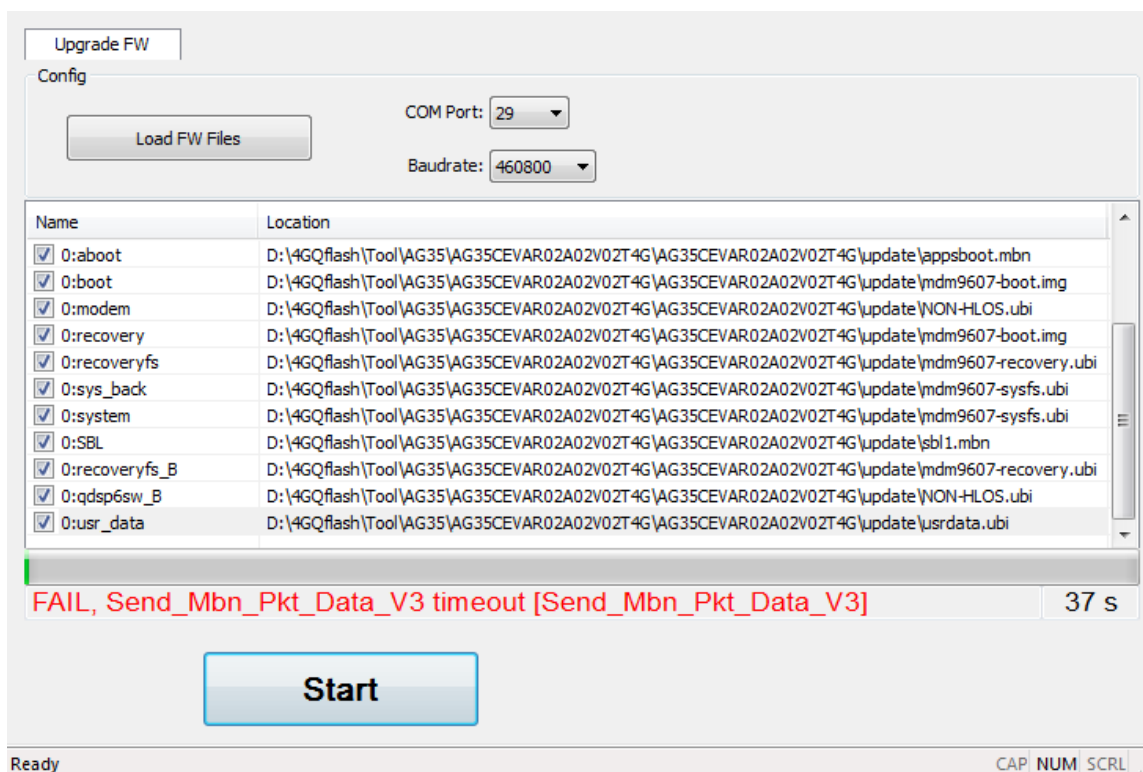 Upgrade FW
Config
Load FW Files
COM Port: 29
Baudrate: 460800
Name Location
0:aboot D:\4GQflash\Tool\AG35\AG35CEVAR02A02V02T4G\AG35CEVAR02A02V02T4G\update\appsboot.mbn
0:boot D:\4GQflash\Tool\AG35\AG35CEVAR02A02V02T4G\AG35CEVAR02A02V02T4G\update\mdm9607-boot.img
0:modem D:\4GQflash\Tool\AG35\AG35CEVAR02A02V02T4G\AG35CEVAR02A02V02T4G\update\NON-HLOS.ubi
0:recovery D:\4GQflash\Tool\AG35\AG35CEVAR02A02V02T4G\AG35CEVAR02A02V02T4G\update\mdm9607-boot.img
0:recoveryfs D:\4GQflash\Tool\AG35\AG35CEVAR02A02V02T4G\AG35CEVAR02A02V02T4G\update\mdm9607-recovery.ubi
0:sys_back D:\4GQflash\Tool\AG35\AG35CEVAR02A02V02T4G\AG35CEVAR02A02V02T4G\update\mdm9607-sysfs.ubi
0:system D:\4GQflash\Tool\AG35\AG35CEVAR02A02V02T4G\AG35CEVAR02A02V02T4G\update\mdm9607-sysfs.ubi
0:SBL D:\4GQflash\Tool\AG35\AG35CEVAR02A02V02T4G\AG35CEVAR02A02V02T4G\update\sbl1.mbn
0:recoveryfs_B D:\4GQflash\Tool\AG35\AG35CEVAR02A02V02T4G\AG35CEVAR02A02V02T4G\update\mdm9607-recovery.ubi
0:qdsp6sw_B D:\4GQflash\Tool\AG35\AG35CEVAR02A02V02T4G\AG35CEVAR02A02V02T4G\update\NON-HLOS.ubi
0:usr_data D:\4GQflash\Tool\AG35\AG35CEVAR02A02V02T4G\AG35CEVAR02A02V02T4G\update\usrdata.ubi
FAIL, Send_Mbn_Pkt_Data_V3 timeout [Send_Mbn_Pkt_Data_V3] 37 s
Start
Ready CAP NUM SCRL